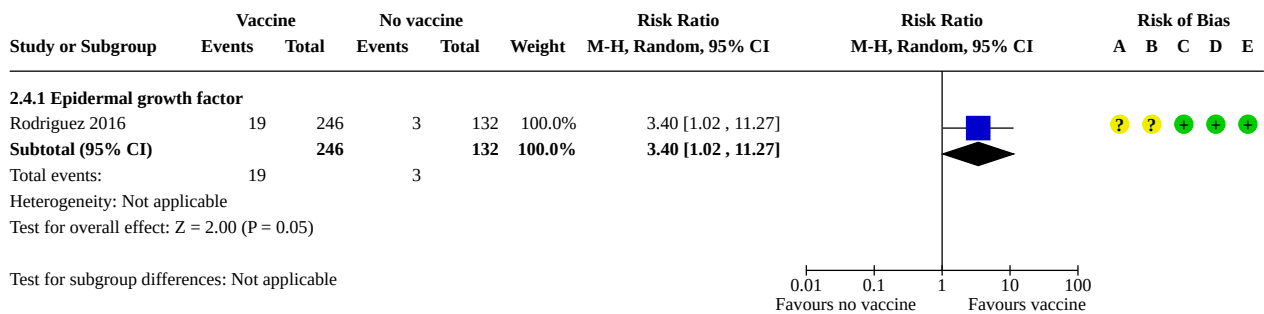 Vaccine No vaccine Risk Ratio Risk Ratio Risk of Bias
Study or Subgroup Events Total Events Total Weight M-H, Random, 95% CI M-H, Random, 95% CI A B C D E
2.4.1 Epidermal growth factor
Rodriguez 2016 19 246 3 132 100.0% 3.40 [1.02 , 11.27] ? ? + + +
Subtotal (95% CI) 246 132 100.0% 3.40 [1.02 , 11.27]
Total events: 19 3
Heterogeneity: Not applicable
Test for overall effect: Z = 2.00 (P = 0.05)
Test for subgroup differences: Not applicable
0.01 0.1 1 10 100
Favours no vaccine Favours vaccine